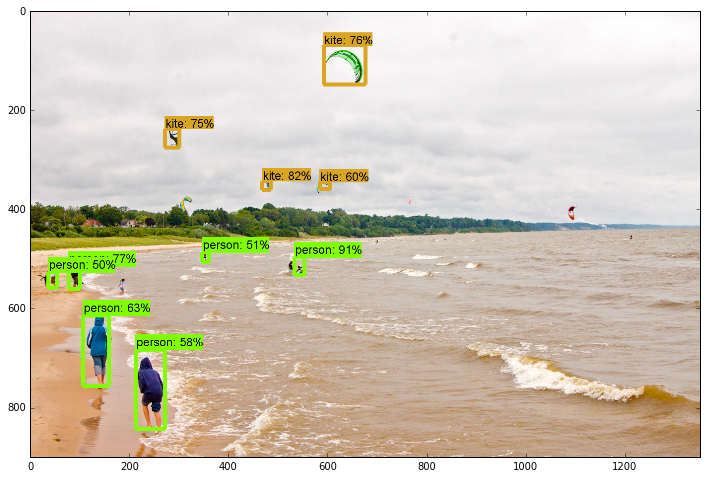 0
kite: 76%
200
kite: 75%
kite: 82%
kite: 60%
400
person: 51%
person: 91%
person: 77%
person: 50%
600
person: 63%
person: 58%
800
0 200 400 600 800 1000 1200